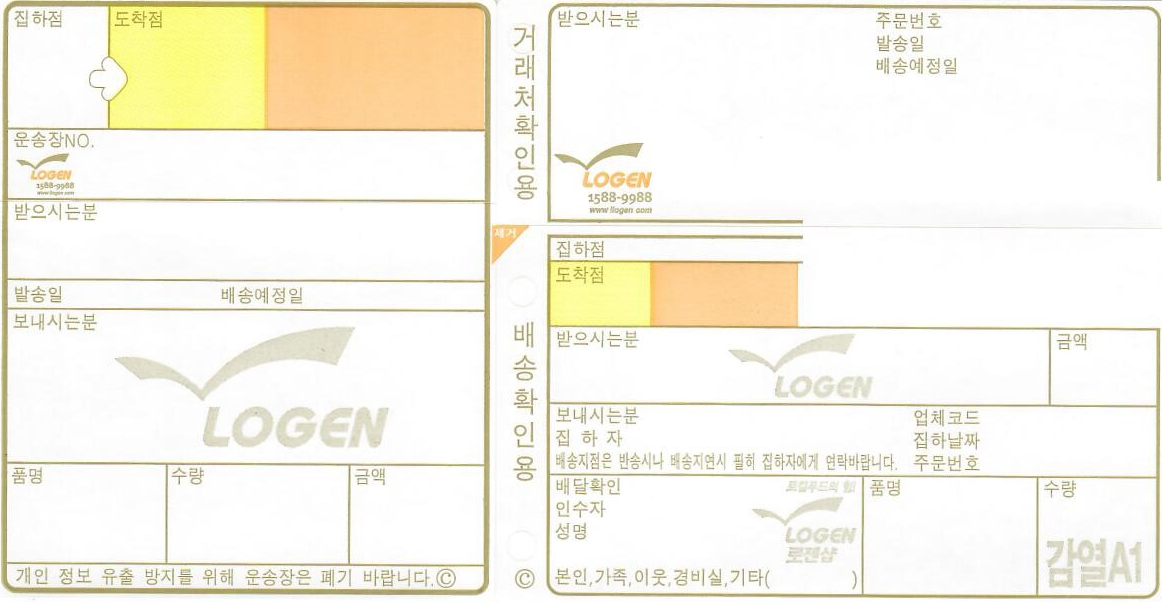 집하점
도착점
운송장NO.
LOGEN
1588-9988
www.ilogen.com
받으시는분
발송일 배송예정일
보내시는분
LOGEN
품명 수량 금액
개인 정보 유출 방지를 위해 운송장은 폐기 바랍니다.ⓒ
거래처확인용
받으시는분
주문번호
발송일
배송예정일
LOGEN
1588-9988
www.ilogen.com
제거
배송확인용
ⓒ
집하점
도착점
받으시는분
LOGEN
금액
보내시는분 업체코드
집 하 자 집하날짜
배송지점은 반송시나 배송지연시 필히 집하자에게 연락바랍니다. 주문번호
배달확인
인수자
성명
LOGEN
로젠샵
품명
수량
감열A1
본인,가족,이웃,경비실,기타( )